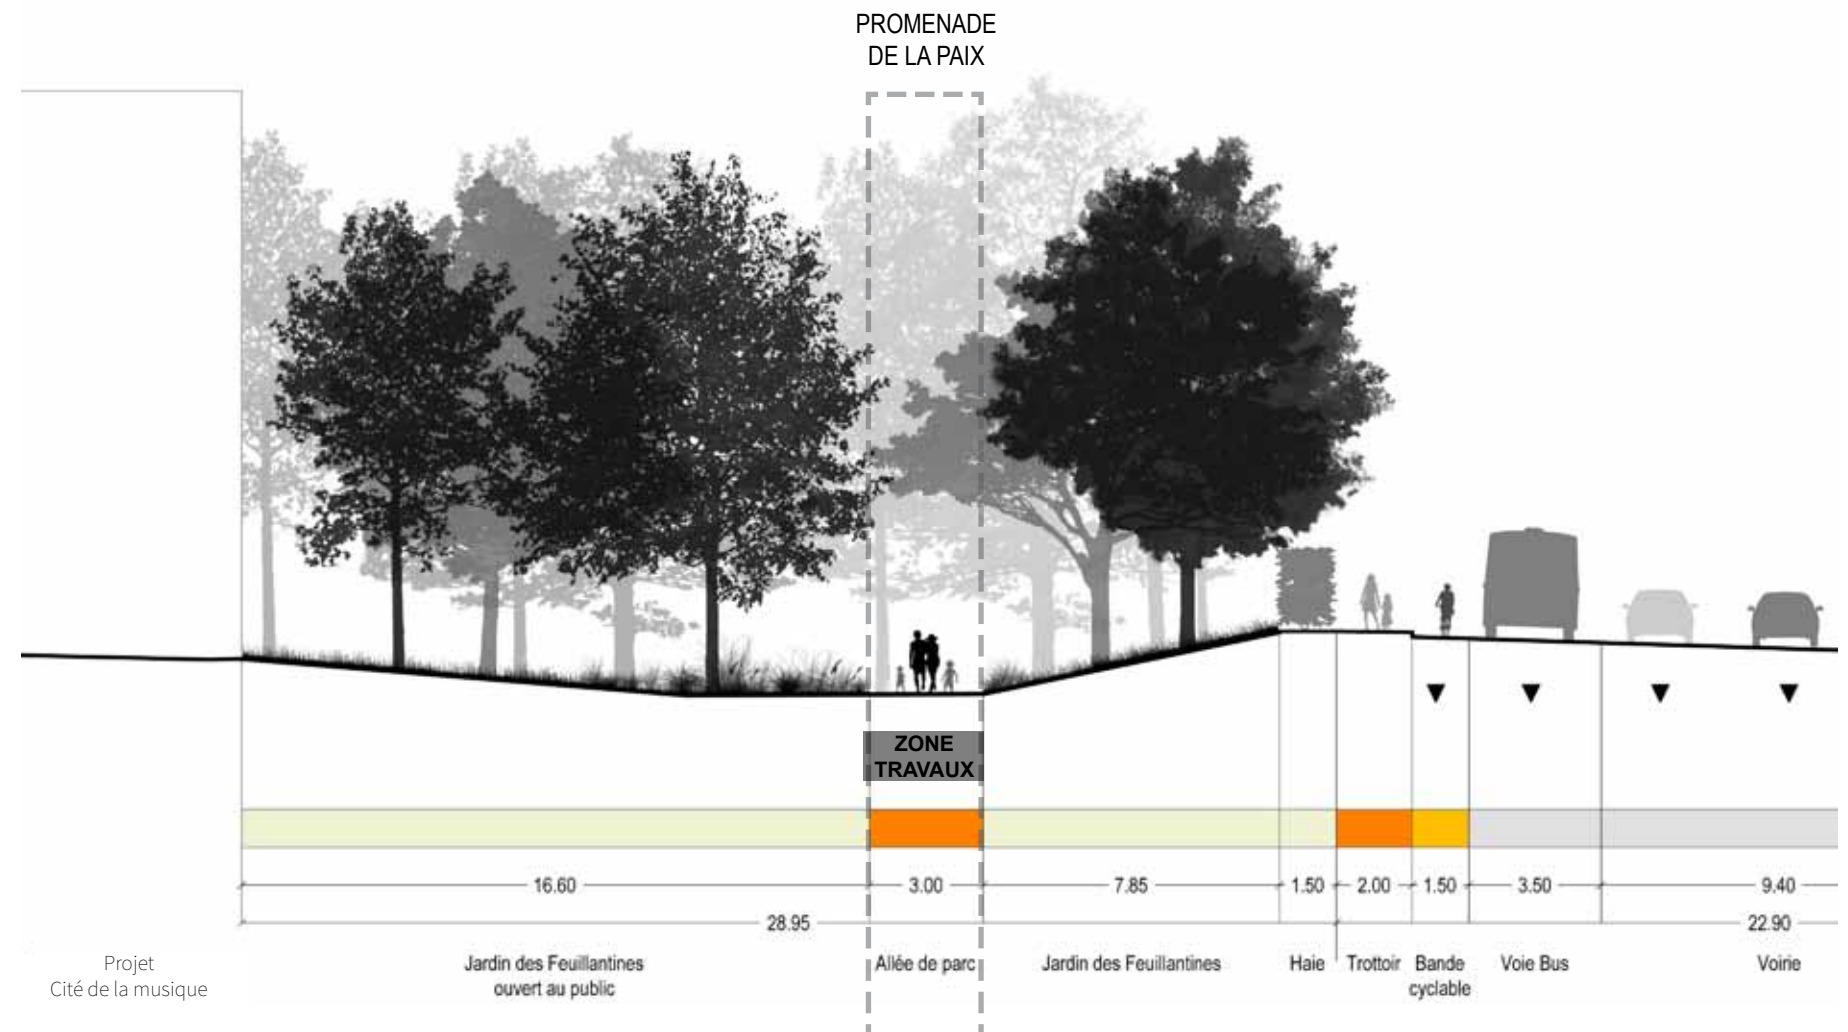 PROMENADE
DE LA PAIX
ZONE
TRAVAUX
16.60
3.00
7.85
1.50
2.00
1.50
3.50
9.40
28.95
22.90
Projet
Cité de la musique
Jardin des Feuillantines
ouvert au public
Allée de parc
Jardin des Feuillantines
Haie
Trottoir
Bande
cyclable
Voie Bus
Voirie